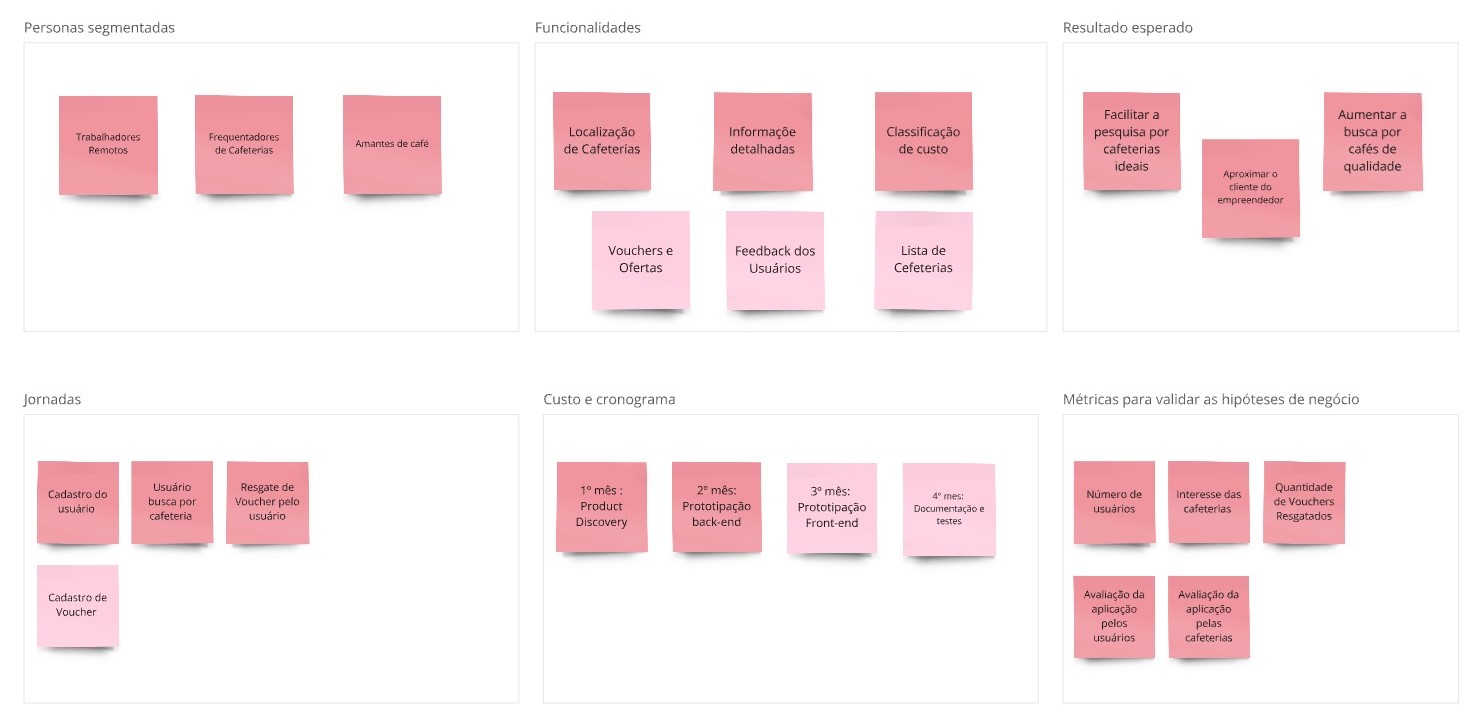 Personas segmentadas
Trabalhadores
Remotos
Frequentadores
de Cafeterias
Amantes de café
Funcionalidades
Localização
de Cafeterias
Informaçõe
detalhadas
Classificação
de custo
Vouchers e
Ofertas
Feedback dos
Usuários
Lista de
Cefeterias
Resultado esperado
Facilitar a
pesquisa por
cafeterias
ideais
Aproximar o
cliente do
empreendedor
Aumentar a
busca por
cafés de
qualidade
Jornadas
Cadastro do
usuário
Usuário
busca por
cafeteria
Resgate de
Voucher pelo
usuário
Cadastro de
Voucher
Custo e cronograma
1º mês :
Product
Discovery
2º mês:
Prototipação
back-end
3º mês:
Prototipação
Front-end
4º mes:
Documentação e
testes
Métricas para validar as hipóteses de negócio
Número de
usuários
Interesse das
cafeterias
Quantidade
de Vouchers
Resgatados
Avaliação da
aplicação
pelos
usuários
Avaliação da
aplicação
pelas
cafeterias